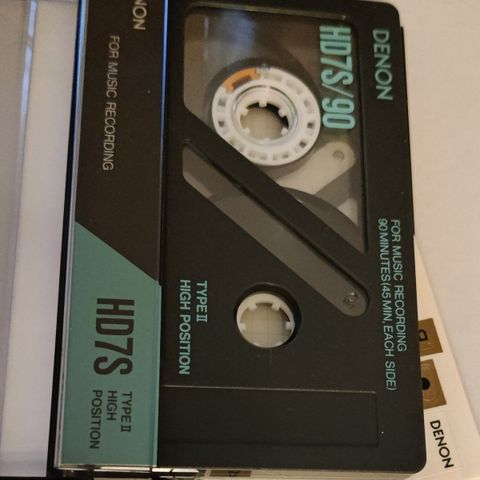 DENON
HD7S/90
FOR MUSIC RECORDING
90 MINUTES (45 MIN. EACH SIDE)
TYPE II
HIGH POSITION
NON
FOR MUSIC RECORDING
HD7S
TYPE II
HIGH
POSITION
DENON